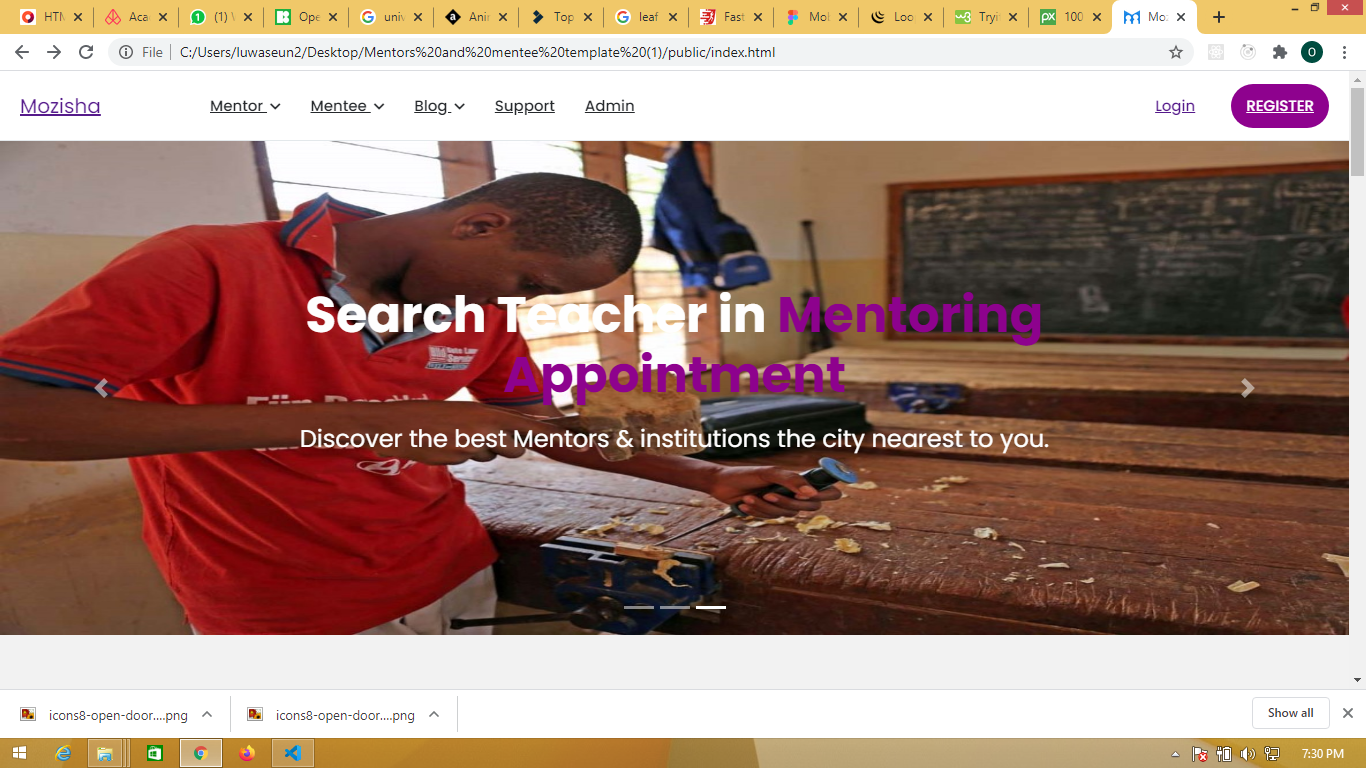 HTM
Aca
(1) W
Ope
univ
Anir
Top
leaf
Fast
Mob
Loo
Tryi
100
Moz
File
C:/Users/luwaseun2/Desktop/Mentors%20and%20mentee%20template%20(1)/public/index.html
O
Mozisha
Mentor
Mentee
Blog
Support
Admin
Login
REGISTER
Search Teacher in Mentoring
Appointment
Discover the best Mentors & institutions the city nearest to you.
icons8-open-door....png
icons8-open-door....png
Show all
7:30 PM